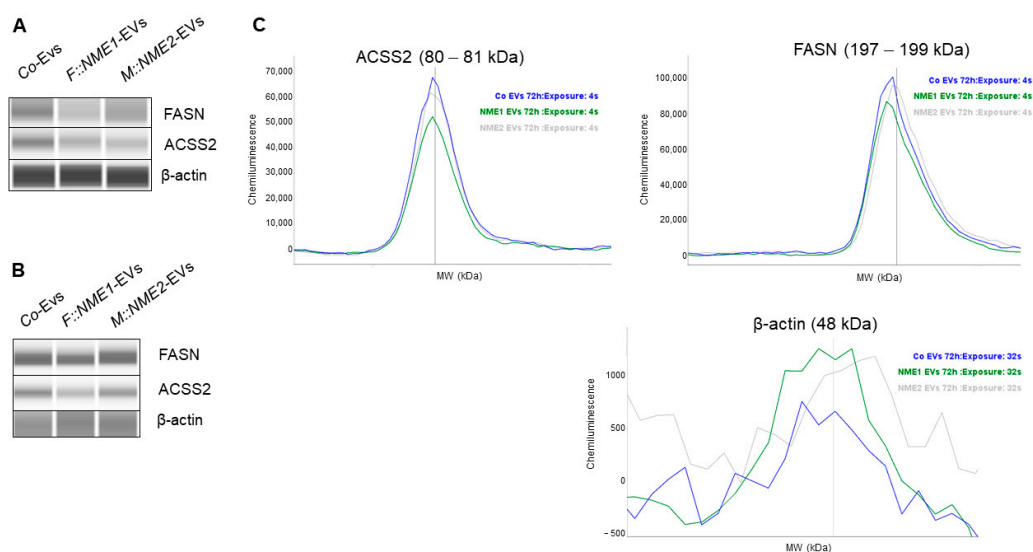 A
Co-Evs
F::NME1-EVs
M::NME2-EVs
FASN
ACSS2
β-actin
B
Co-Evs
F::NME1-EVs
M::NME2-EVs
FASN
ACSS2
β-actin
C
ACSS2 (80 – 81 kDa)
70,000
60,000
50,000
40,000
30,000
20,000
10,000
0
Chemiluminescence
MW (kDa)
Co EVs 72h:Exposure: 4s
NME1 EVs 72h :Exposure: 4s
NME2 EVs 72h :Exposure: 4s
FASN (197 – 199 kDa)
100,000
80,000
60,000
40,000
20,000
0
Chemiluminescence
MW (kDa)
Co EVs 72h:Exposure: 4s
NME1 EVs 72h :Exposure: 4s
NME2 EVs 72h :Exposure: 4s
β-actin (48 kDa)
1000
500
0
−500
Chemiluminescence
MW (kDa)
Co EVs 72h:Exposure: 32s
NME1 EVs 72h :Exposure: 32s
NME2 EVs 72h :Exposure: 32s